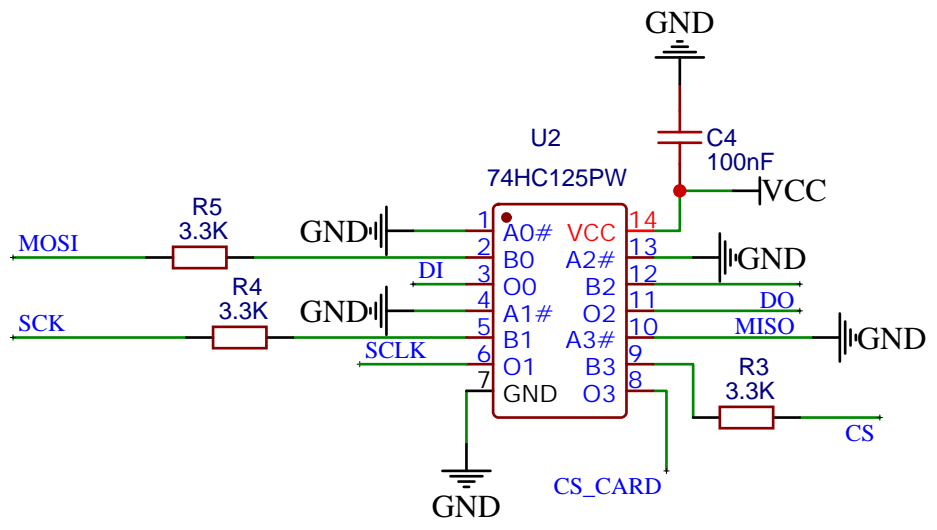 GND
U2
C4
100nF
74HC125PW
VCC
R5
3.3K
MOSI
GND
1
A0#
VCC
14
2
B0
A2#
13
GND
DI
3
O0
B2
12
R4
3.3K
SCK
GND
4
A1#
O2
11
DO
5
B1
A3#
10
MISO
GND
SCLK
6
O1
B3
9
R3
3.3K
7
GND
O3
8
CS
GND
CS_CARD